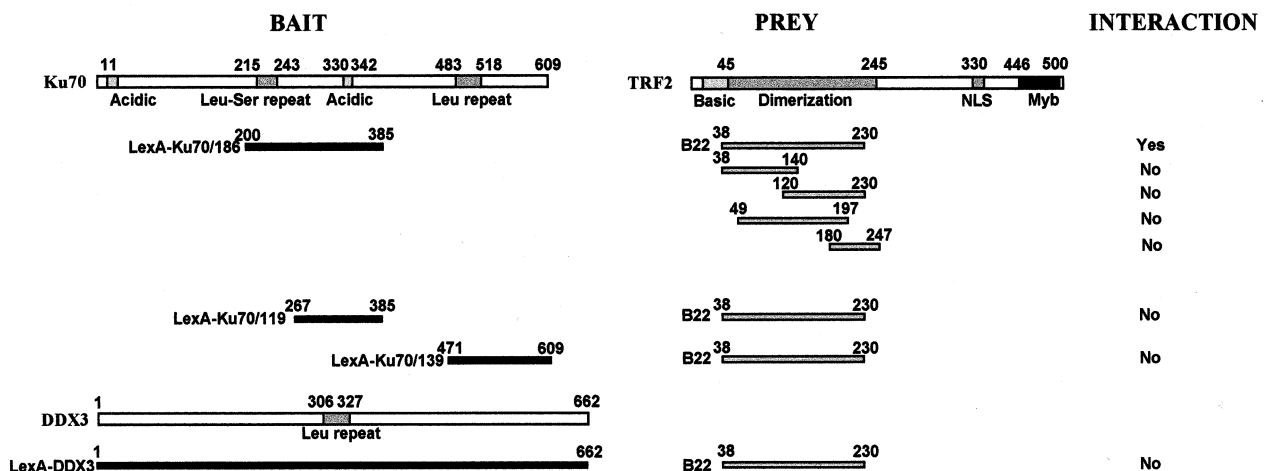 BAIT PREY INTERACTION
11 215 243 330 342 483 518 609 45 245 330 446 500
Ku70 TRF2
Acidic Leu-Ser repeat Acidic Leu repeat Basic Dimerization NLS Myb
200 385 38 230
LexA-Ku70/186 B22 Yes
38 140
No
120 230
No
49 197
No
180 247
No
267 385 38 230
LexA-Ku70/119 B22 No
471 609 38 230
LexA-Ku70/139 B22 No
1 306 327 662
DDX3
Leu repeat
1 662 38 230
LexA-DDX3 B22 No